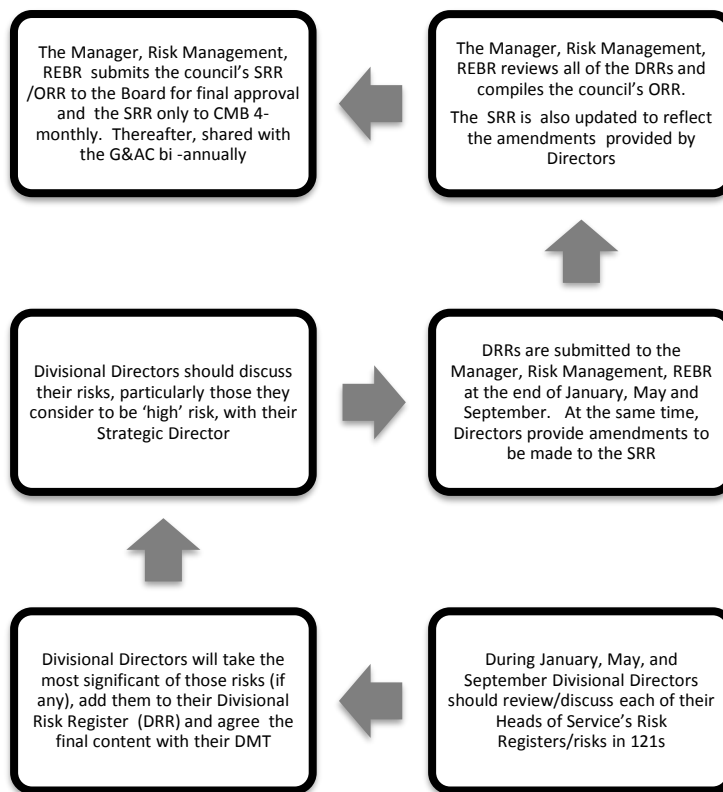 The Manager, Risk Management,
REBR submits the council's SRR
/ORR to the Board for final approval
and the SRR only to CMB 4-
monthly. Thereafter, shared with
the G&AC bi -annually
The Manager, Risk Management,
REBR reviews all of the DRRs and
compiles the council's ORR.
The SRR is also updated to reflect
the amendments provided by
Directors
Divisional Directors should discuss
their risks, particularly those they
consider to be 'high' risk, with their
Strategic Director
DRRs are submitted to the
Manager, Risk Management, REBR
at the end of January, May and
September. At the same time,
Directors provide amendments to
be made to the SRR
Divisional Directors will take the
most significant of those risks (if
any), add them to their Divisional
Risk Register (DRR) and agree the
final content with their DMT
During January, May, and
September Divisional Directors
should review/discuss each of their
Heads of Service's Risk
Registers/risks in 121s